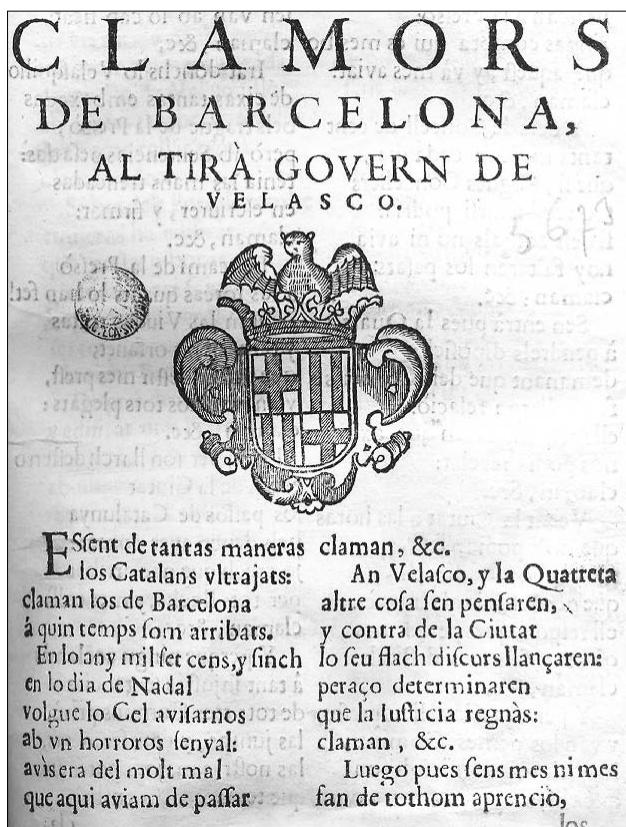 CLAMORS
DE BARCELONA,
AL TIRA GOVERN DE
VELASCO.
5673
ESsent de tantas maneras
los Catalans vltrajats:
claman los de Barcelona
á quin temps som arribats.
En lo any mil set cens, y sinch
en lo dia de Nadal
volgue lo Cel avisarnos
ab vn horroros senyal:
avis era del molt mal
que aqui aviam de passar
claman, &c.
An Velasco, y la Quatreta
altre cosa sen pensaren,
y contra de la Ciutat
lo seu flach discurs llançaren:
peraço determinaren
que la Iusticia regnàs:
claman, &c.
Luego pues sens mes ni mes
fan de tothom aprenciò,
los